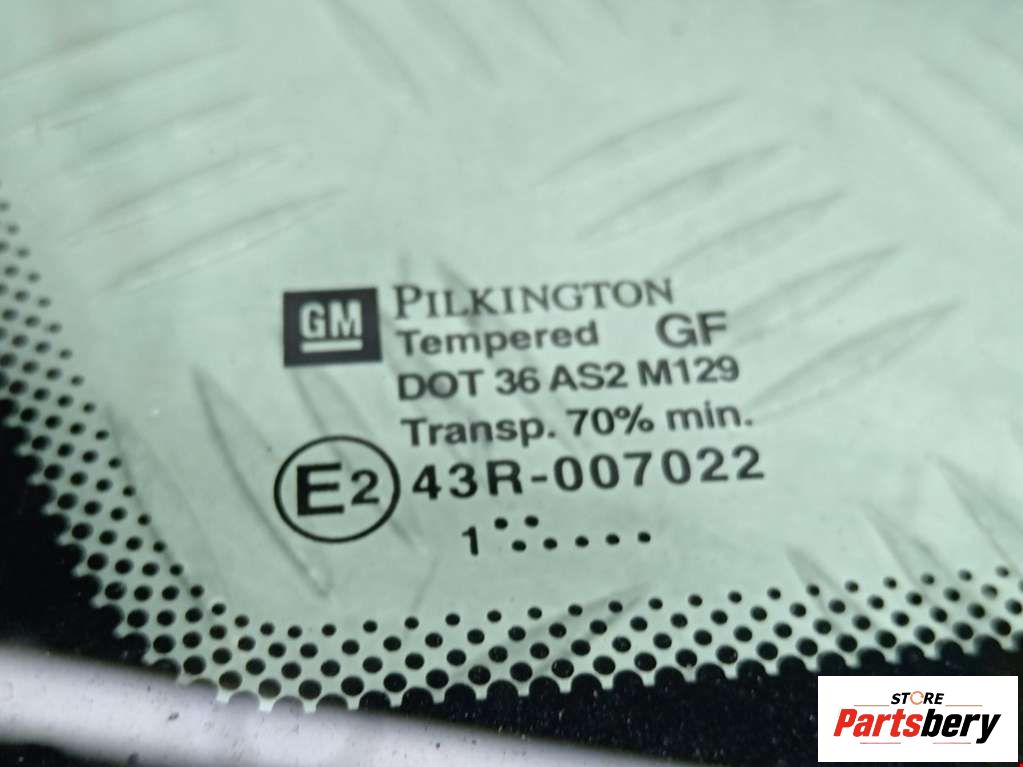 GM PILKINGTON
Tempered GF
DOT 36 AS2 M129
Transp. 70% min.
E2 43R-007022
1
STORE
Partsbery